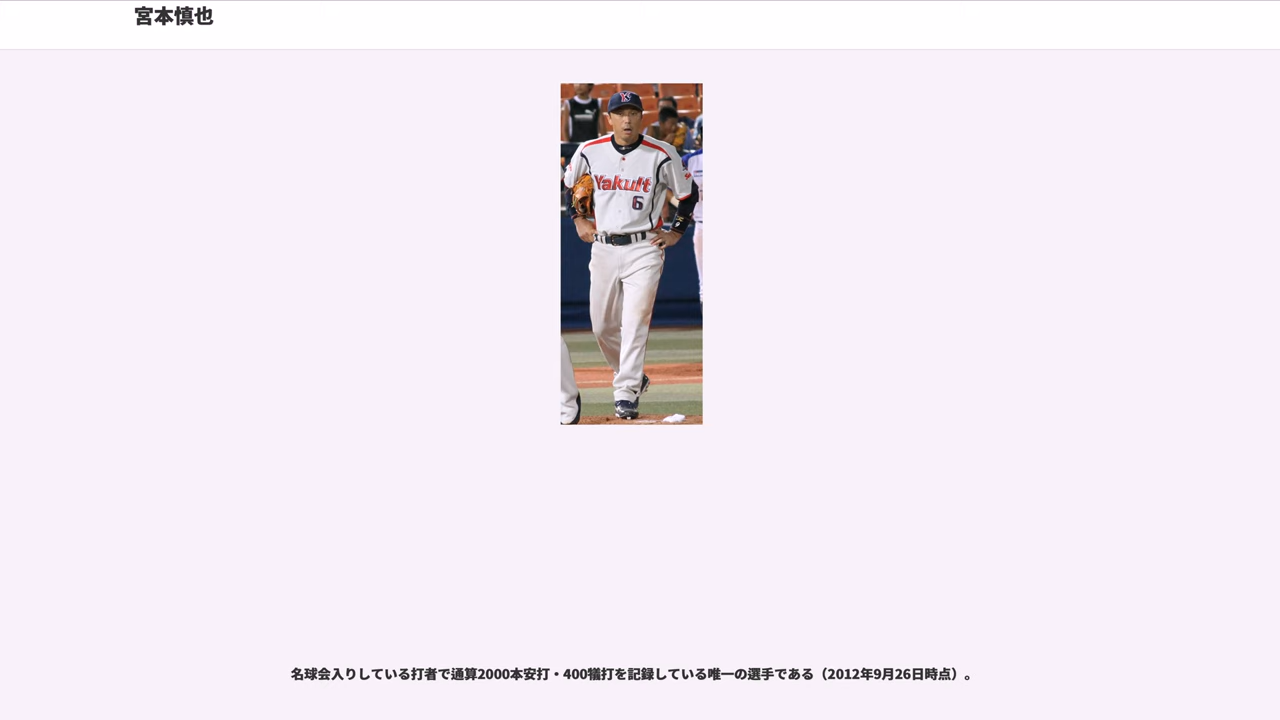 宮本慎也
Yakult
6
名球会入りしている打者で通算2000本安打・400犠打を記録している唯一の選手である（2012年9月26日時点）。